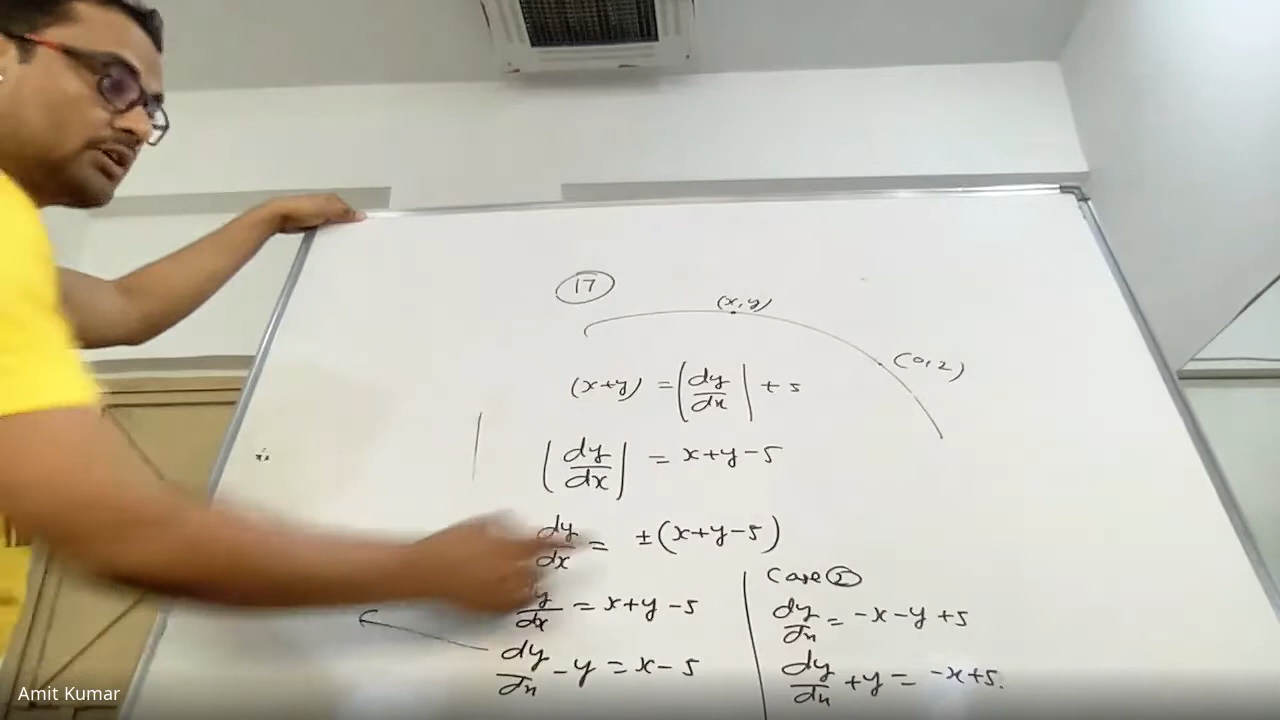 17
(x,y)
(0,2)
(x+y) = |dy/dx| + 5
|dy/dx| = x+y-5
dy/dx = ±(x+y-5)
dy/dx = x+y-5
dy/dx - y = x-5
Case 2
dy/dx = -x-y+5
dy/dx + y = -x+5.
Amit Kumar